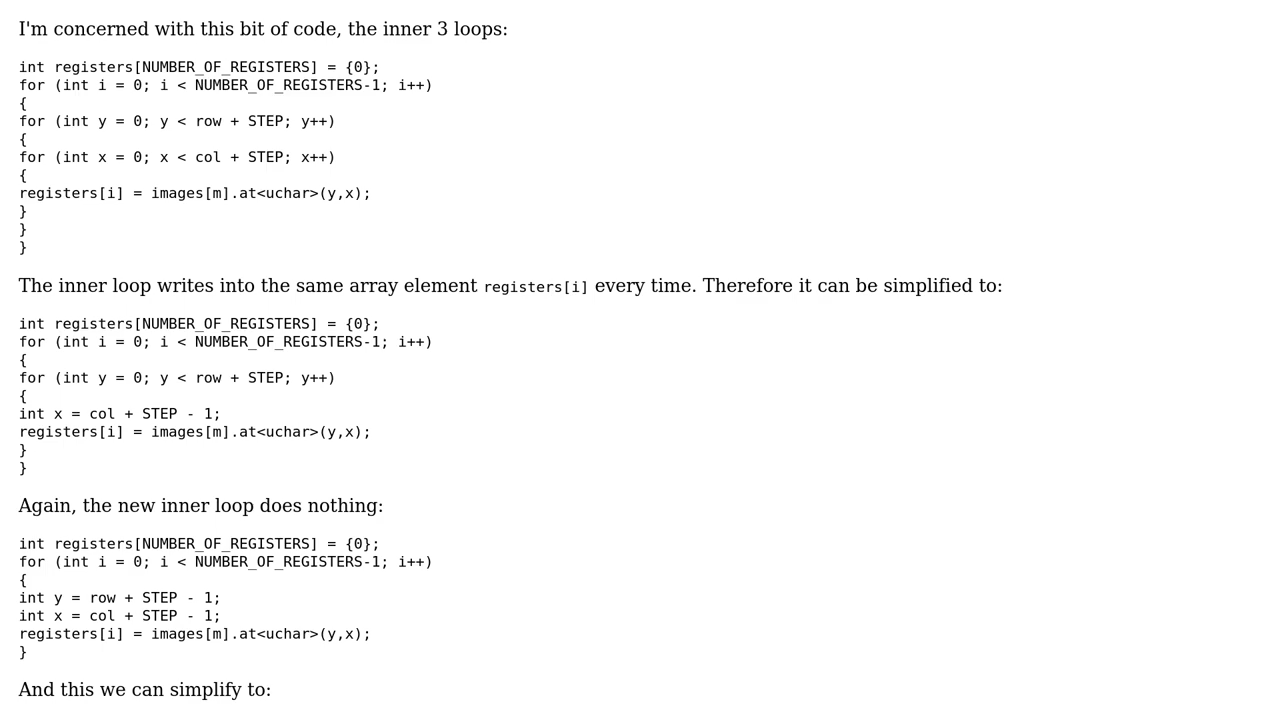 I'm concerned with this bit of code, the inner 3 loops:
int registers[NUMBER_OF_REGISTERS] = {0};
for (int i = 0; i < NUMBER_OF_REGISTERS-1; i++)
{
for (int y = 0; y < row + STEP; y++)
{
for (int x = 0; x < col + STEP; x++)
{
registers[i] = images[m].at<uchar>(y,x);
}
}
}
The inner loop writes into the same array element registers[i] every time. Therefore it can be simplified to:
int registers[NUMBER_OF_REGISTERS] = {0};
for (int i = 0; i < NUMBER_OF_REGISTERS-1; i++)
{
for (int y = 0; y < row + STEP; y++)
{
int x = col + STEP - 1;
registers[i] = images[m].at<uchar>(y,x);
}
}
Again, the new inner loop does nothing:
int registers[NUMBER_OF_REGISTERS] = {0};
for (int i = 0; i < NUMBER_OF_REGISTERS-1; i++)
{
int y = row + STEP - 1;
int x = col + STEP - 1;
registers[i] = images[m].at<uchar>(y,x);
}
And this we can simplify to: